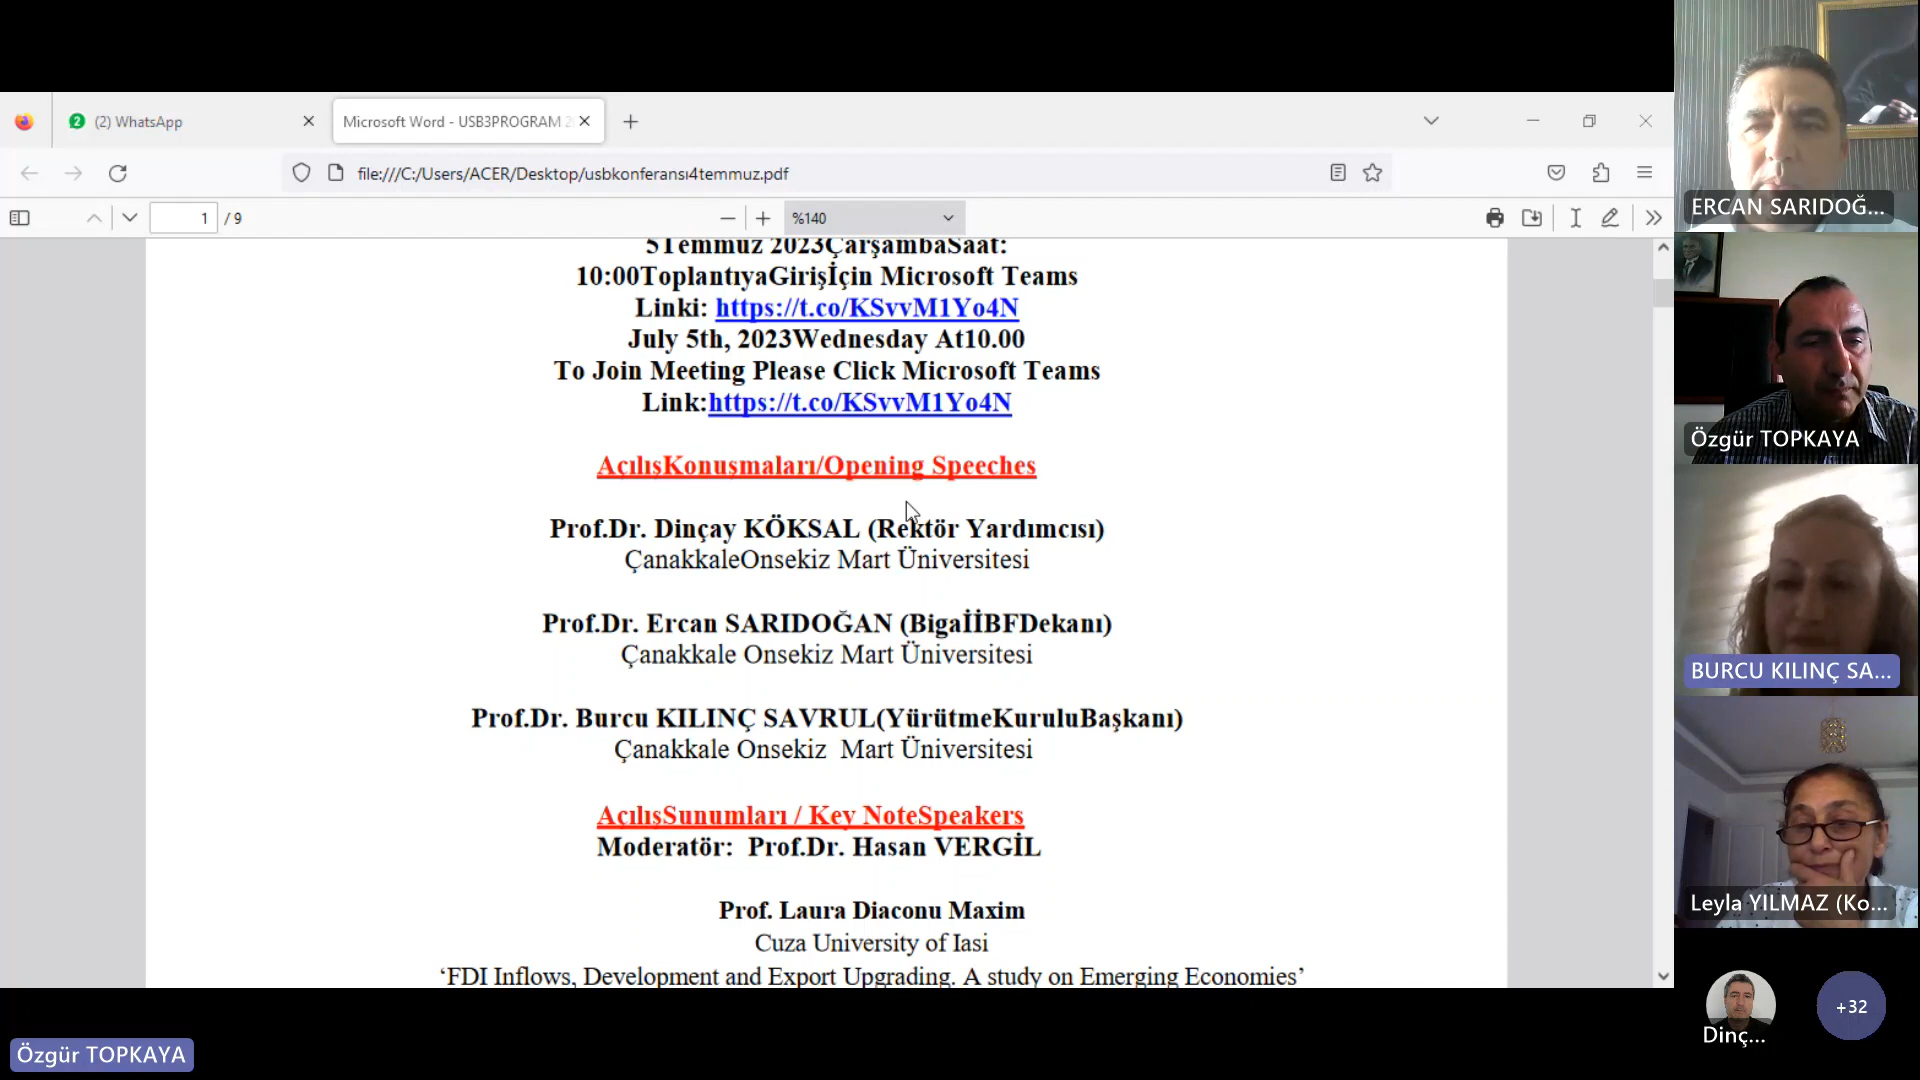 (2) WhatsApp
Microsoft Word - USB3PROGRAM 2
file:///C:/Users/ACER/Desktop/usbkonferansı4temmuz.pdf
1 / 9
%140
5Temmuz 2023ÇarşambaSaat:
10:00ToplantıyaGirişİçin Microsoft Teams
Linki: https://t.co/KSvvM1Yo4N
July 5th, 2023Wednesday At10.00
To Join Meeting Please Click Microsoft Teams
Link:https://t.co/KSvvM1Yo4N
AçılışKonuşmaları/Opening Speeches
Prof.Dr. Dinçay KÖKSAL (Rektör Yardımcısı)
ÇanakkaleOnsekiz Mart Üniversitesi
Prof.Dr. Ercan SARIDOĞAN (BigaİİBFDekanı)
Çanakkale Onsekiz Mart Üniversitesi
Prof.Dr. Burcu KILINÇ SAVRUL(YürütmeKuruluBaşkanı)
Çanakkale Onsekiz  Mart Üniversitesi
AçılışSunumları / Key NoteSpeakers
Moderatör:  Prof.Dr. Hasan VERGİL
Prof. Laura Diaconu Maxim
Cuza University of Iasi
‘FDI Inflows, Development and Export Upgrading. A study on Emerging Economies’
ERCAN SARIDOĞ...
Özgür TOPKAYA
BURCU KILINÇ SA...
Leyla YILMAZ (Ko...
Dinç...
+32
Özgür TOPKAYA